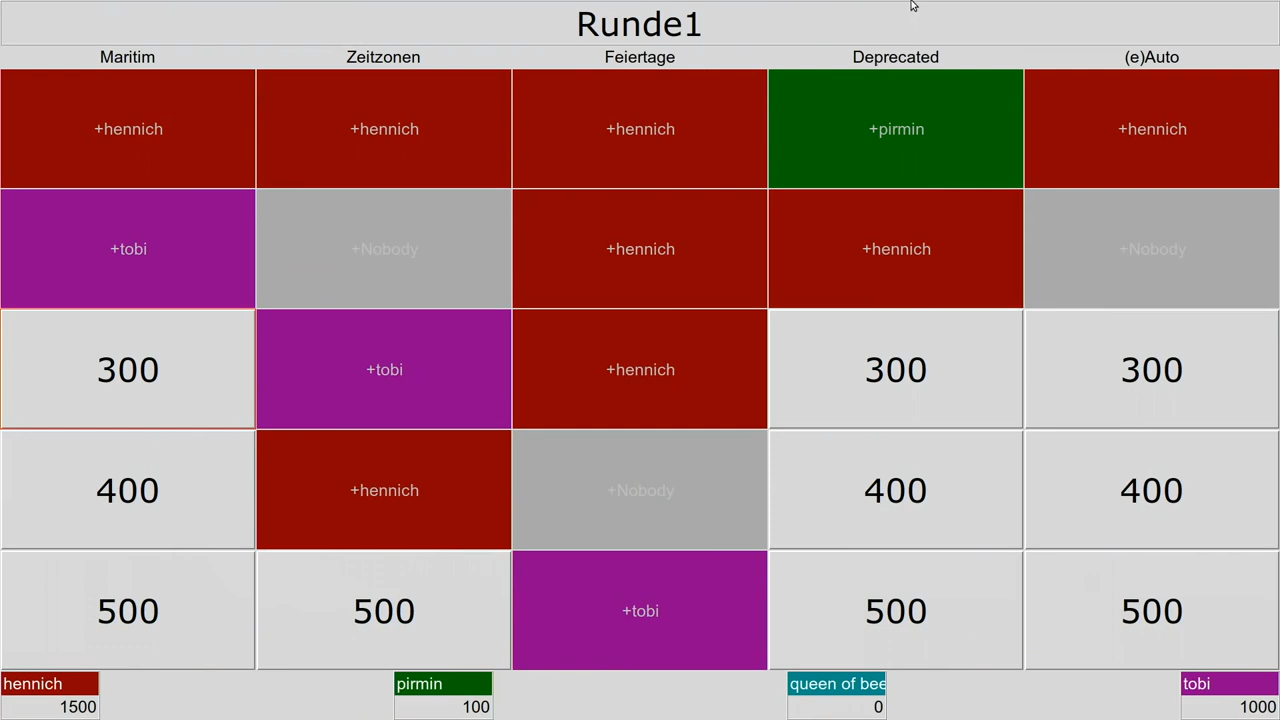 Runde1
Maritim Zeitzonen Feiertage Deprecated (e)Auto
+hennich +hennich +hennich +pirmin +hennich
+tobi +Nobody +hennich +hennich +Nobody
300 +tobi +hennich 300 300
400 +hennich +Nobody 400 400
500 500 +tobi 500 500
hennich pirmin queen of bee tobi
1500 100 0 1000